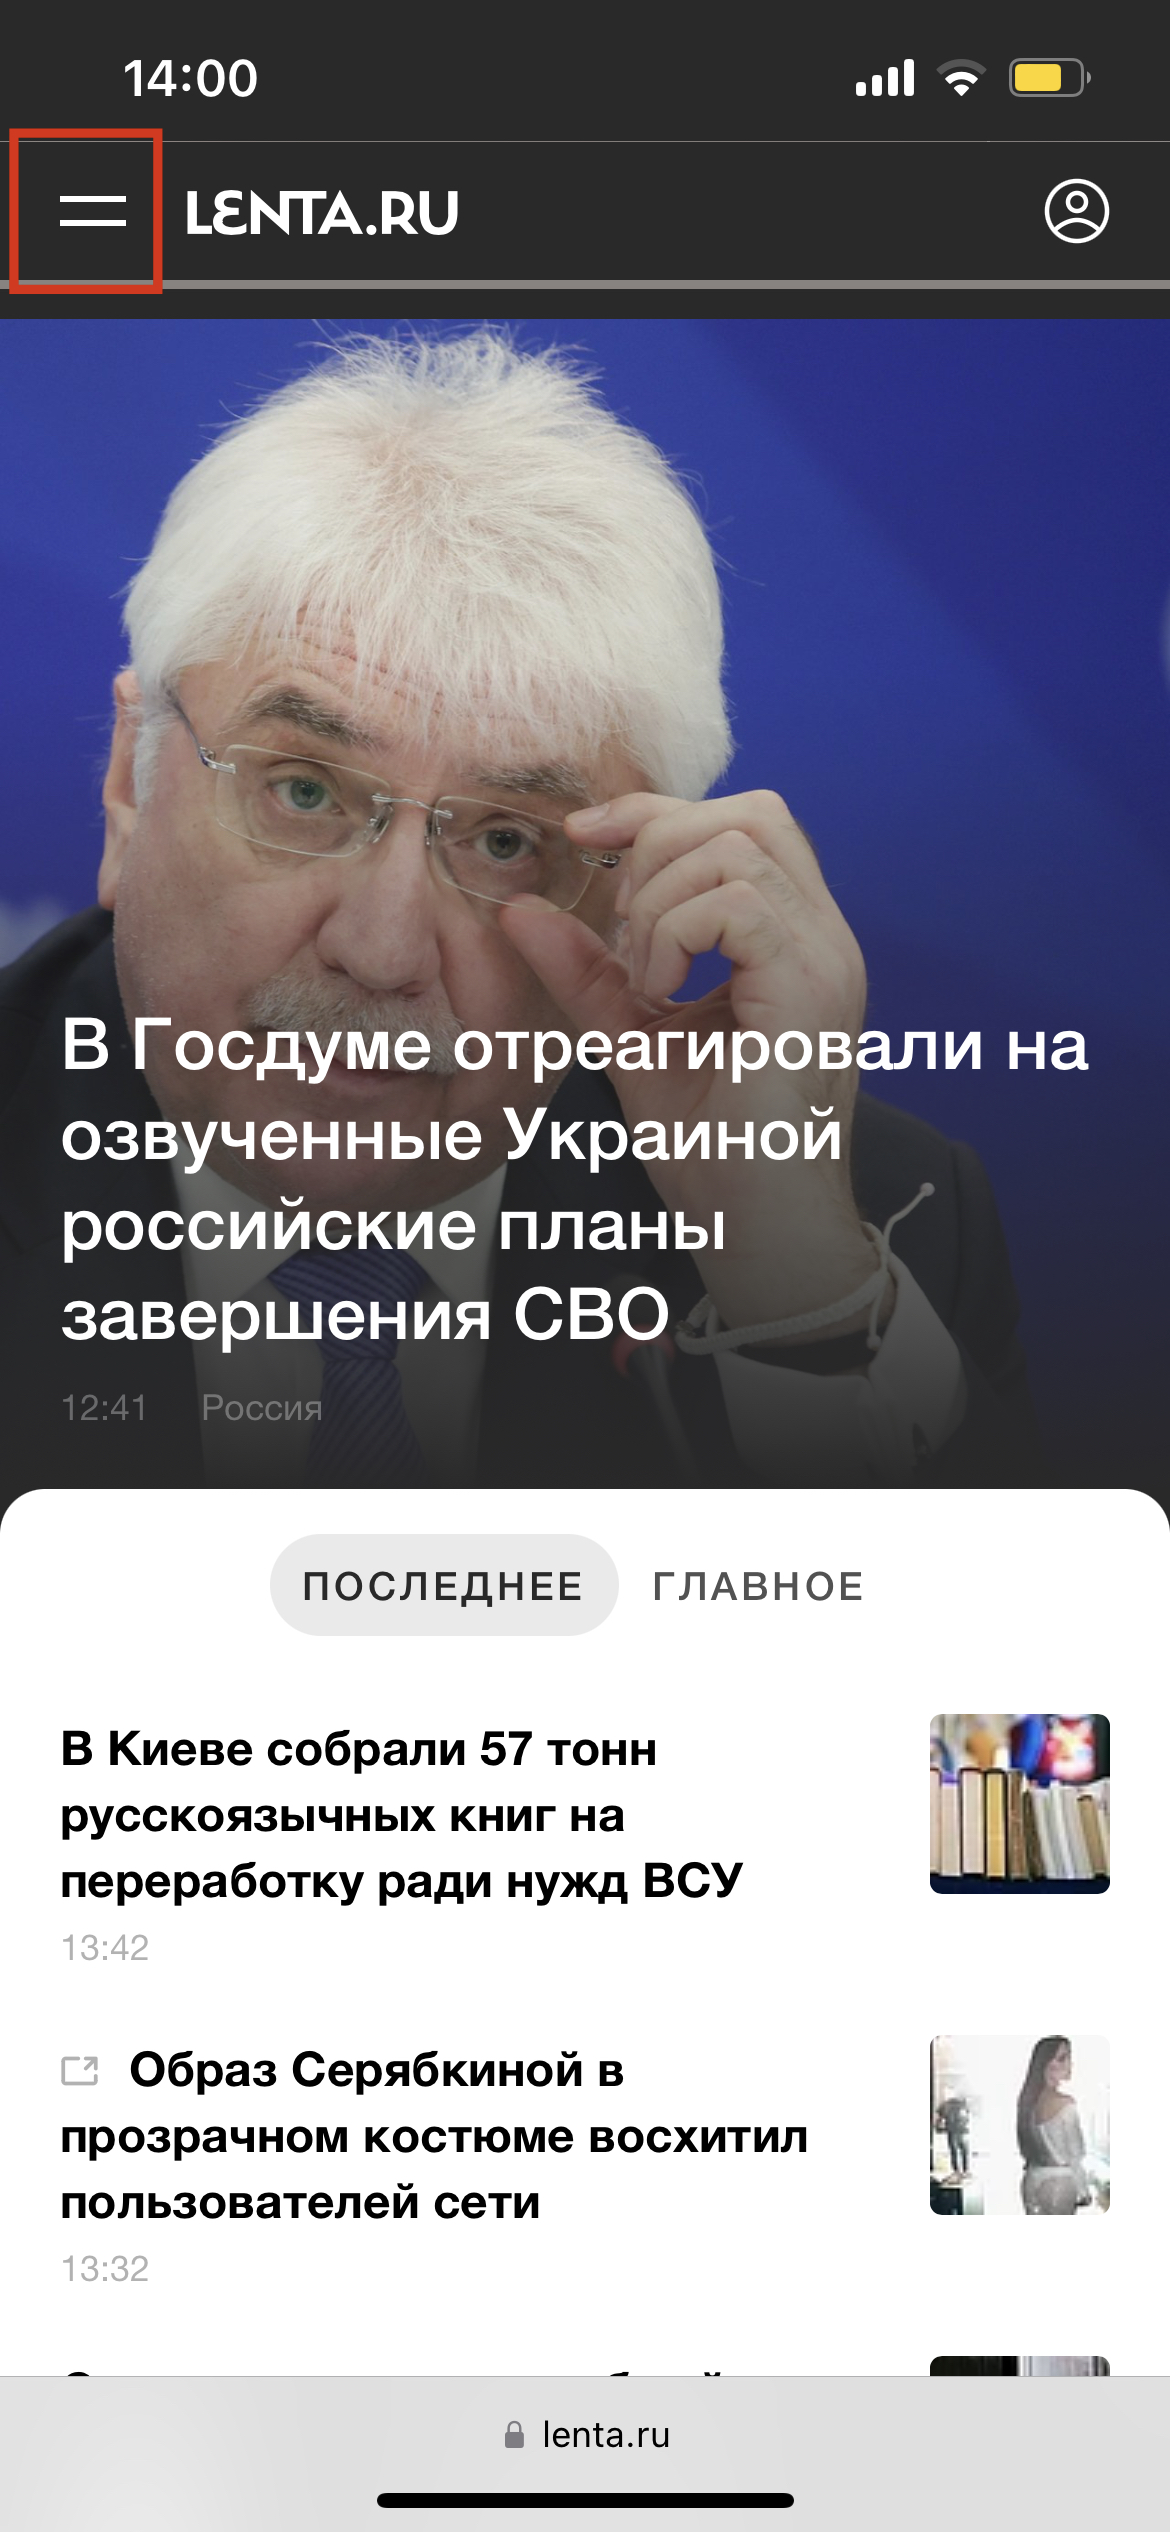 14:00
LENTA.RU
В Госдуме отреагировали на
озвученные Украиной
российские планы
завершения СВО
12:41 Россия
ПОСЛЕДНЕЕ ГЛАВНОЕ
В Киеве собрали 57 тонн
русскоязычных книг на
переработку ради нужд ВСУ
13:42
Образ Серябкиной в
прозрачном костюме восхитил
пользователей сети
13:32
lenta.ru